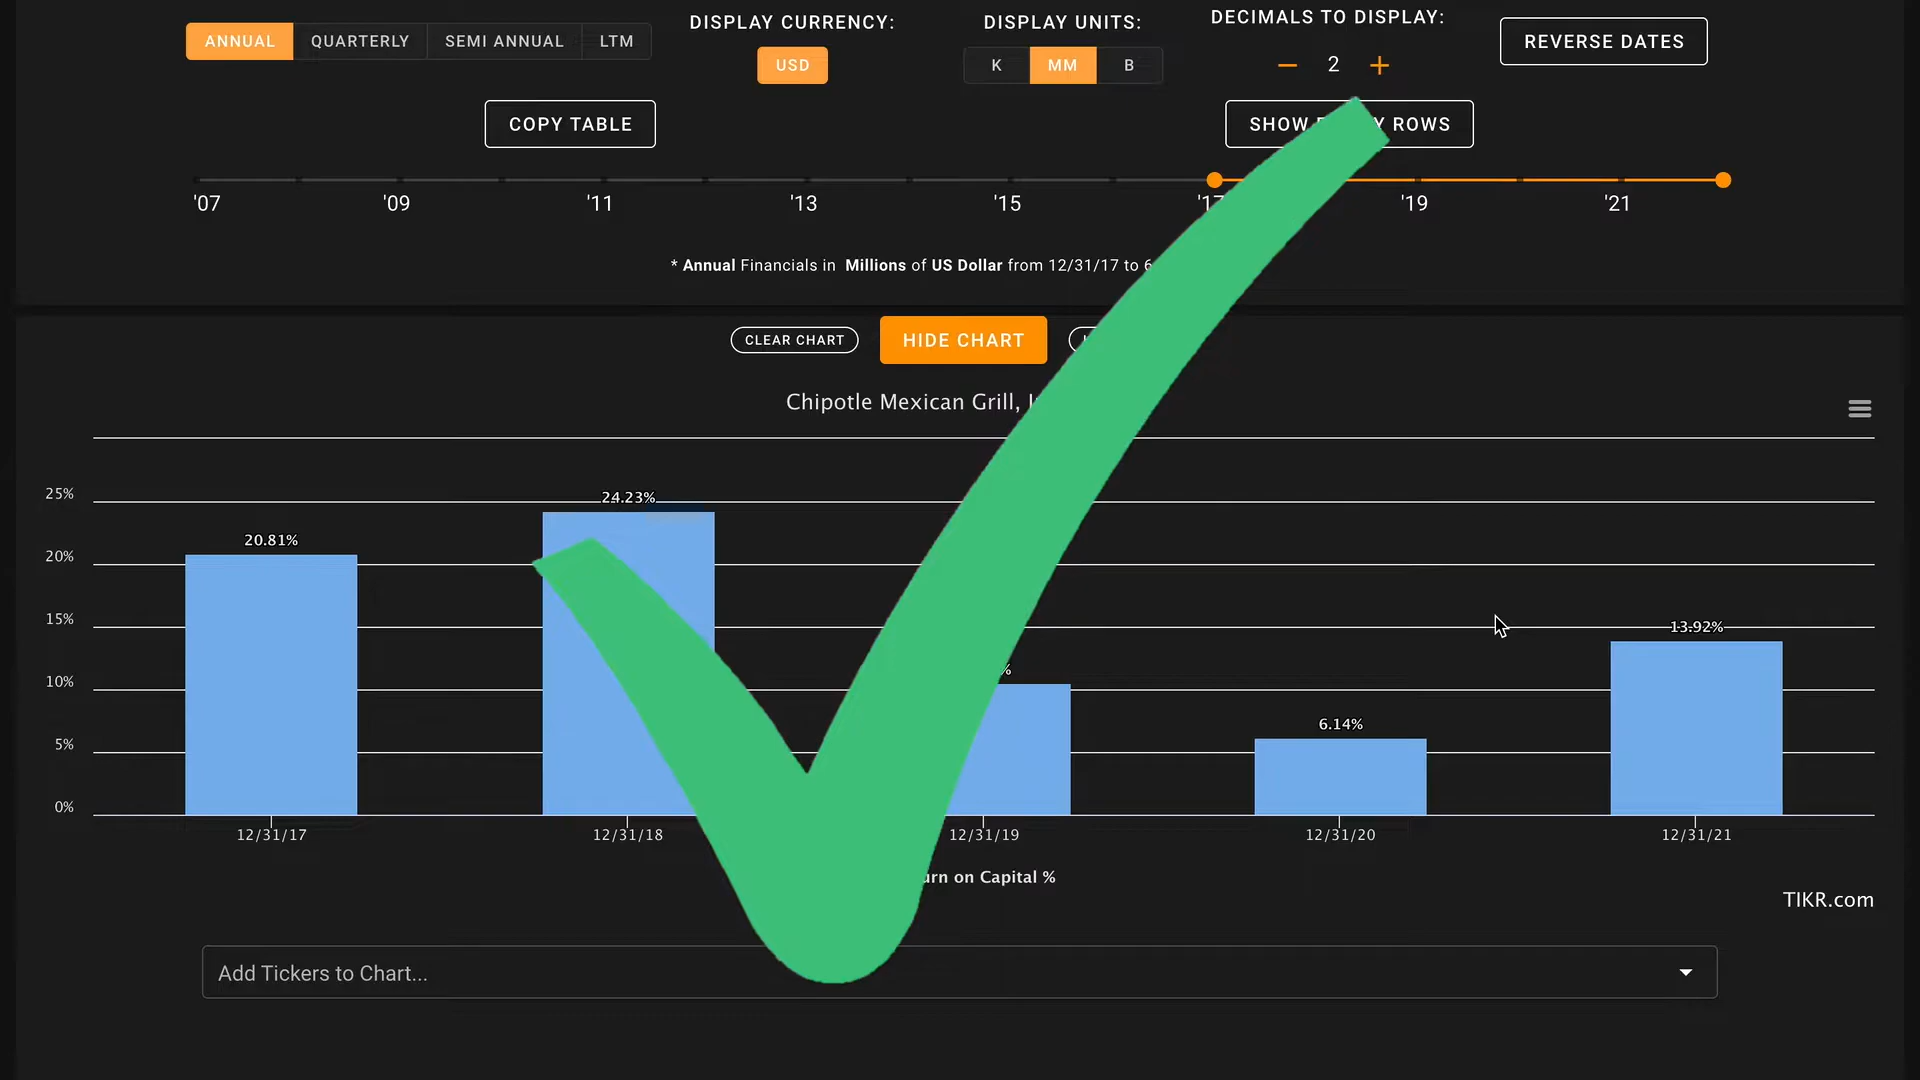 ANNUAL QUARTERLY SEMI ANNUAL LTM
DISPLAY CURRENCY:
USD
DISPLAY UNITS:
K MM B
DECIMALS TO DISPLAY:
2
REVERSE DATES
COPY TABLE
SHOW ROWS
'07 '09 '11 '13 '15 '17 '19 '21
* Annual Financials in Millions of US Dollar from 12/31/17 to
CLEAR CHART HIDE CHART
Chipotle Mexican Grill,
25%
20%
15%
10%
5%
0%
20.81%
24.23%
%
6.14%
13.92%
12/31/17 12/31/18 12/31/19 12/31/20 12/31/21
on Capital %
TIKR.com
Add Tickers to Chart...